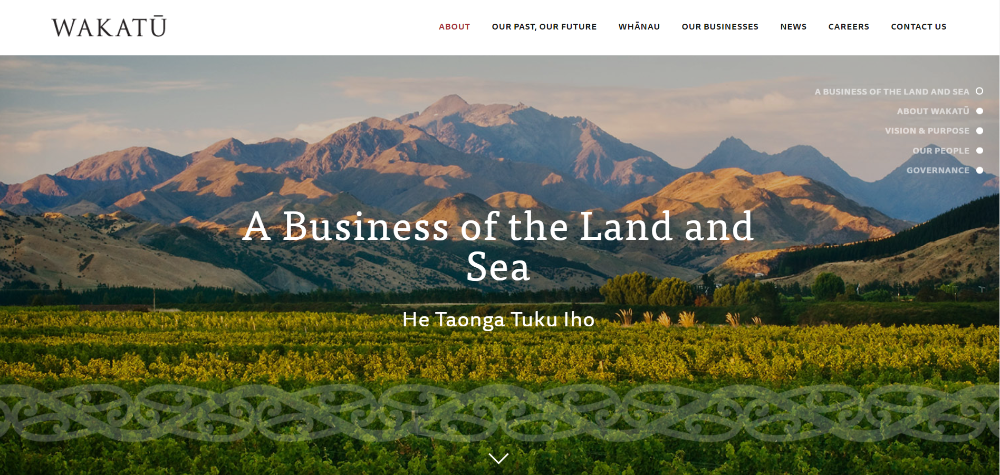 WAKATŪ
ABOUT
OUR PAST, OUR FUTURE
WHĀNAU
OUR BUSINESSES
NEWS
CAREERS
CONTACT US
A BUSINESS OF THE LAND AND SEA
ABOUT WAKATŪ
VISION & PURPOSE
OUR PEOPLE
GOVERNANCE
A Business of the Land and
Sea
He Taonga Tuku Iho